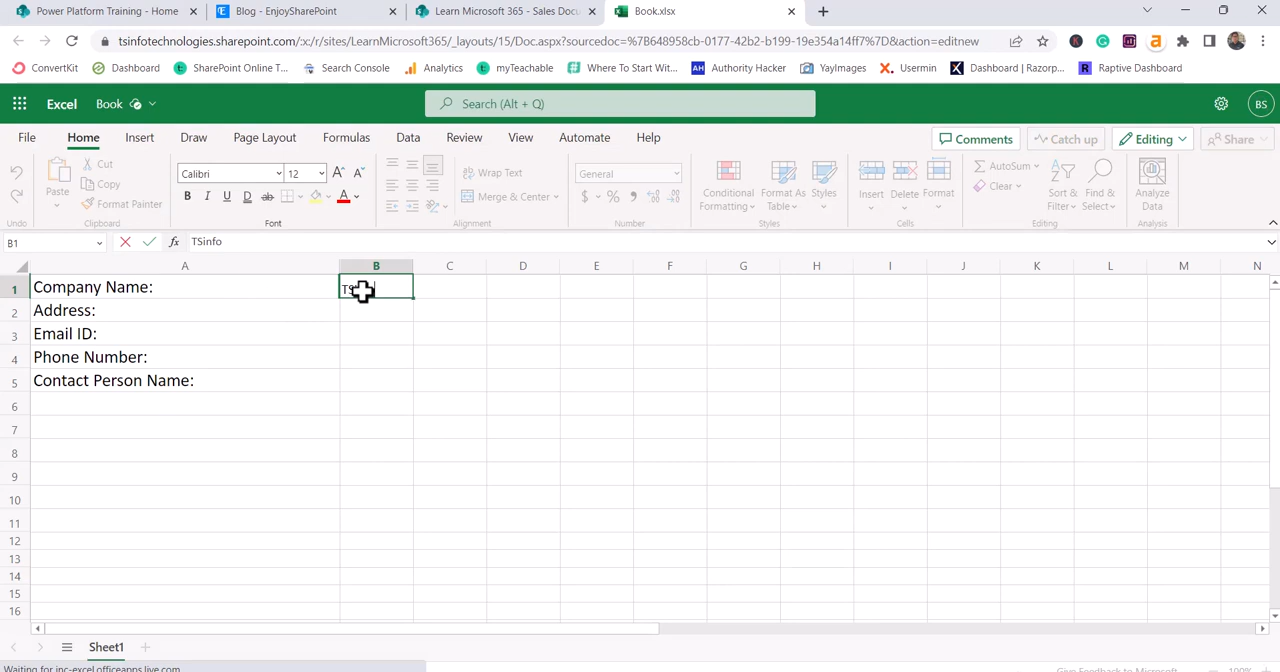 Power Platform Training - Home
Blog - EnjoySharePoint
Learn Microsoft 365 - Sales Docu
Book.xlsx
tsinfotechnologies.sharepoint.com/:x:/r/sites/LearnMicrosoft365/_layouts/15/Doc.aspx?sourcedoc=%7B648958cb-0177-42b2-b199-19e354a14ff7%7D&action=editnew
ConvertKit Dashboard SharePoint Online T... Search Console Analytics myTeachable Where To Start Wit... Authority Hacker YayImages Usermin Dashboard | Razorp... Raptive Dashboard
Excel Book Search (Alt + Q) BS
File Home Insert Draw Page Layout Formulas Data Review View Automate Help Comments Catch up Editing Share
Paste Cut Copy Format Painter
Calibri 12
Wrap Text
Merge & Center
General
Conditional Formatting
Format As Table
Styles
Insert Delete Format
AutoSum
Clear
Sort & Filter
Find & Select
Analyze Data
Undo Clipboard Font Alignment Number Styles Cells Editing Analysis
B1 fx TSinfo
A B C D E F G H I J K L M N
1 Company Name:
2 Address:
3 Email ID:
4 Phone Number:
5 Contact Person Name:
6
7
8
9
10
11
12
13
14
15
16
Sheet1
Waiting for inc-excel.officeapps.live.com
Give Feedback to Microsoft 100%